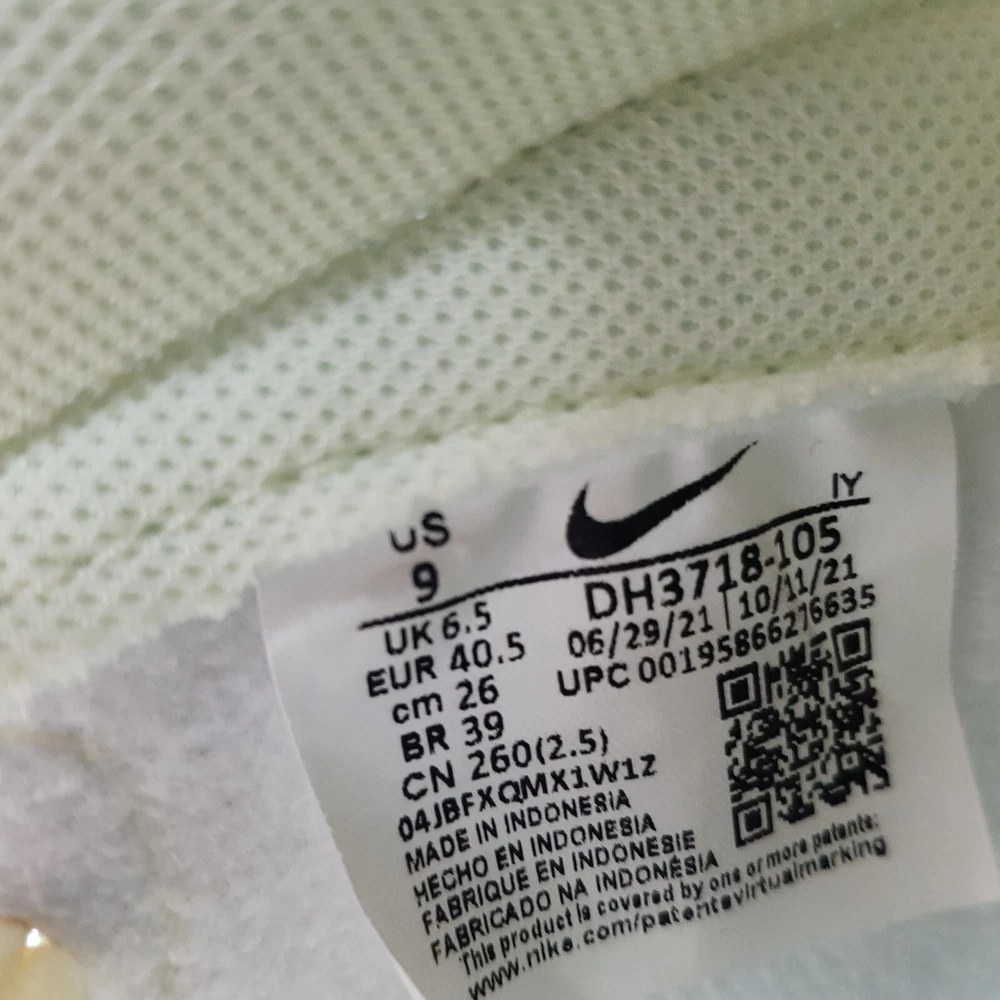 US
9
UK 6.5
EUR 40.5
cm 26
BR 39
CN 260(2.5)
IY
DH3718-105
06/29/21 | 10/11/21
UPC 00195866276635
04JBFXQMX1W1Z
MADE IN INDONESIA
HECHO EN INDONESIA
FABRIQUE EN INDONESIE
FABRICADO NA INDONÉSIA
This product is covered by one or more patents:
www.nike.com/patentsvirtualmarking